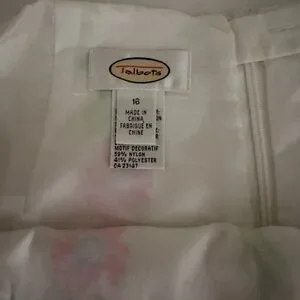 Talbots
16
MADE IN
CHINA
FABRIQUÉ EN
CHINE
MOTIF DECORATIF
59% NYLON
41% POLYESTER